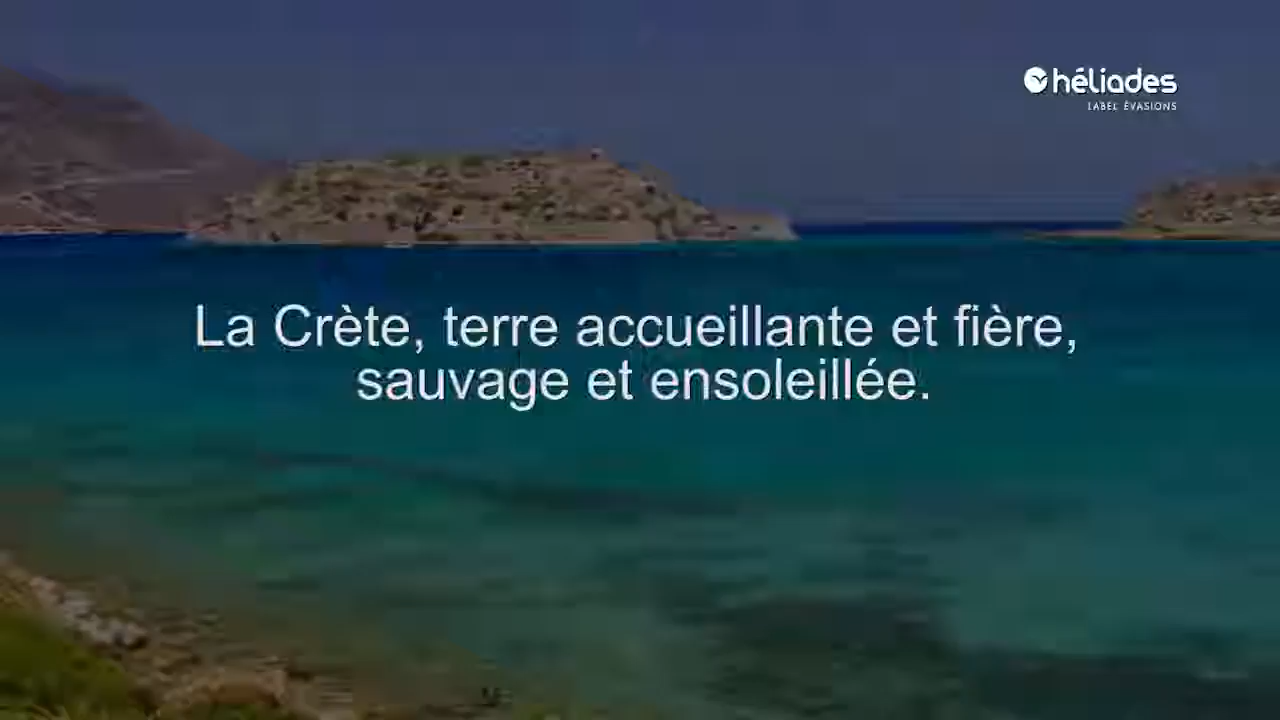 héliades
LABEL ÉVASIONS
La Crète, terre accueillante et fière,
sauvage et ensoleillée.